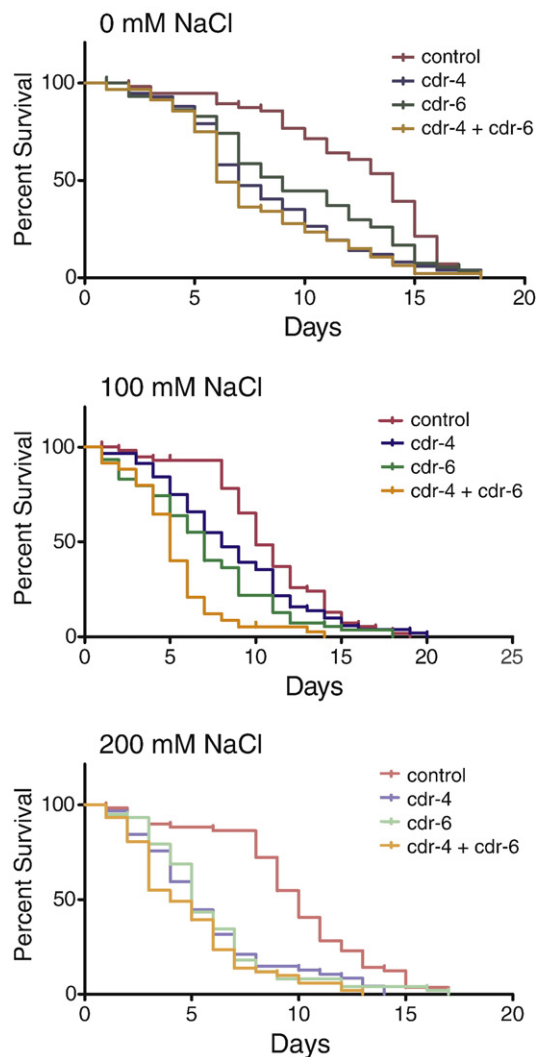 0 mM NaCl
Percent Survival
100
50
0
control
cdr-4
cdr-6
cdr-4 + cdr-6
0 5 10 15 20
Days
100 mM NaCl
Percent Survival
100
50
0
control
cdr-4
cdr-6
cdr-4 + cdr-6
0 5 10 15 20 25
Days
200 mM NaCl
Percent Survival
100
50
0
control
cdr-4
cdr-6
cdr-4 + cdr-6
0 5 10 15 20
Days